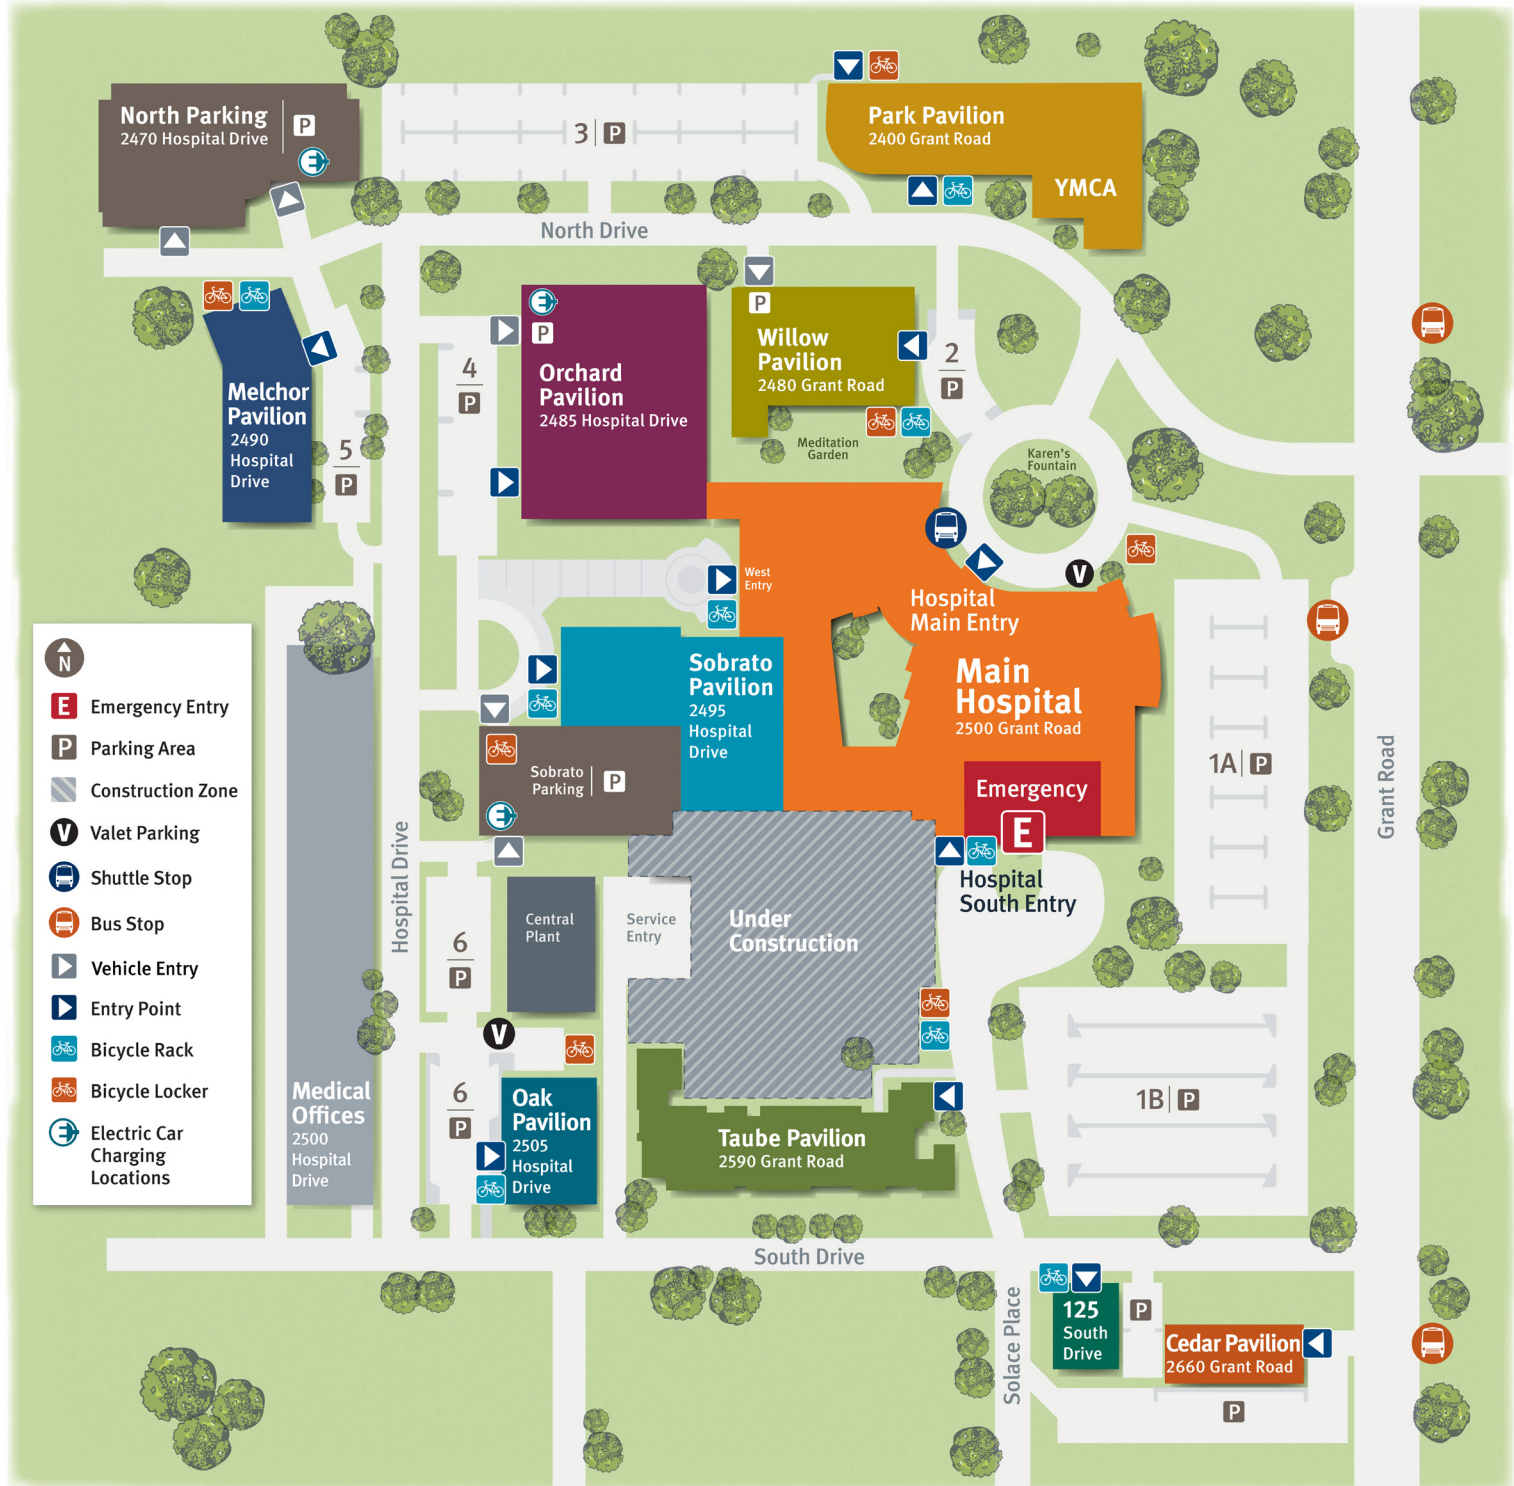 North Parking
2470 Hospital Drive
P
E
3 P
Park Pavilion
2400 Grant Road
YMCA
North Drive
Melchor
Pavilion
2490
Hospital
Drive
5
P
4
P
E
P
Orchard
Pavilion
2485 Hospital Drive
P
Willow
Pavilion
2480 Grant Road
2
P
Meditation
Garden
Karen's
Fountain
West
Entry
V
Hospital
Main Entry
Main
Hospital
2500 Grant Road
Emergency
E
Hospital
South Entry
Sobrato
Pavilion
2495
Hospital
Drive
Sobrato
Parking
P
E
1A P
Grant Road
Hospital Drive
N
E Emergency Entry
P Parking Area
Construction Zone
V Valet Parking
Shuttle Stop
Bus Stop
Vehicle Entry
Entry Point
Bicycle Rack
Bicycle Locker
E Electric Car
Charging
Locations
Central
Plant
Service
Entry
Under
Construction
6
P
V
6
P
Medical
Offices
2500
Hospital
Drive
Oak
Pavilion
2505
Hospital
Drive
Taube Pavilion
2590 Grant Road
1B P
South Drive
Solace Place
125
South
Drive
P
Cedar Pavilion
2660 Grant Road
P